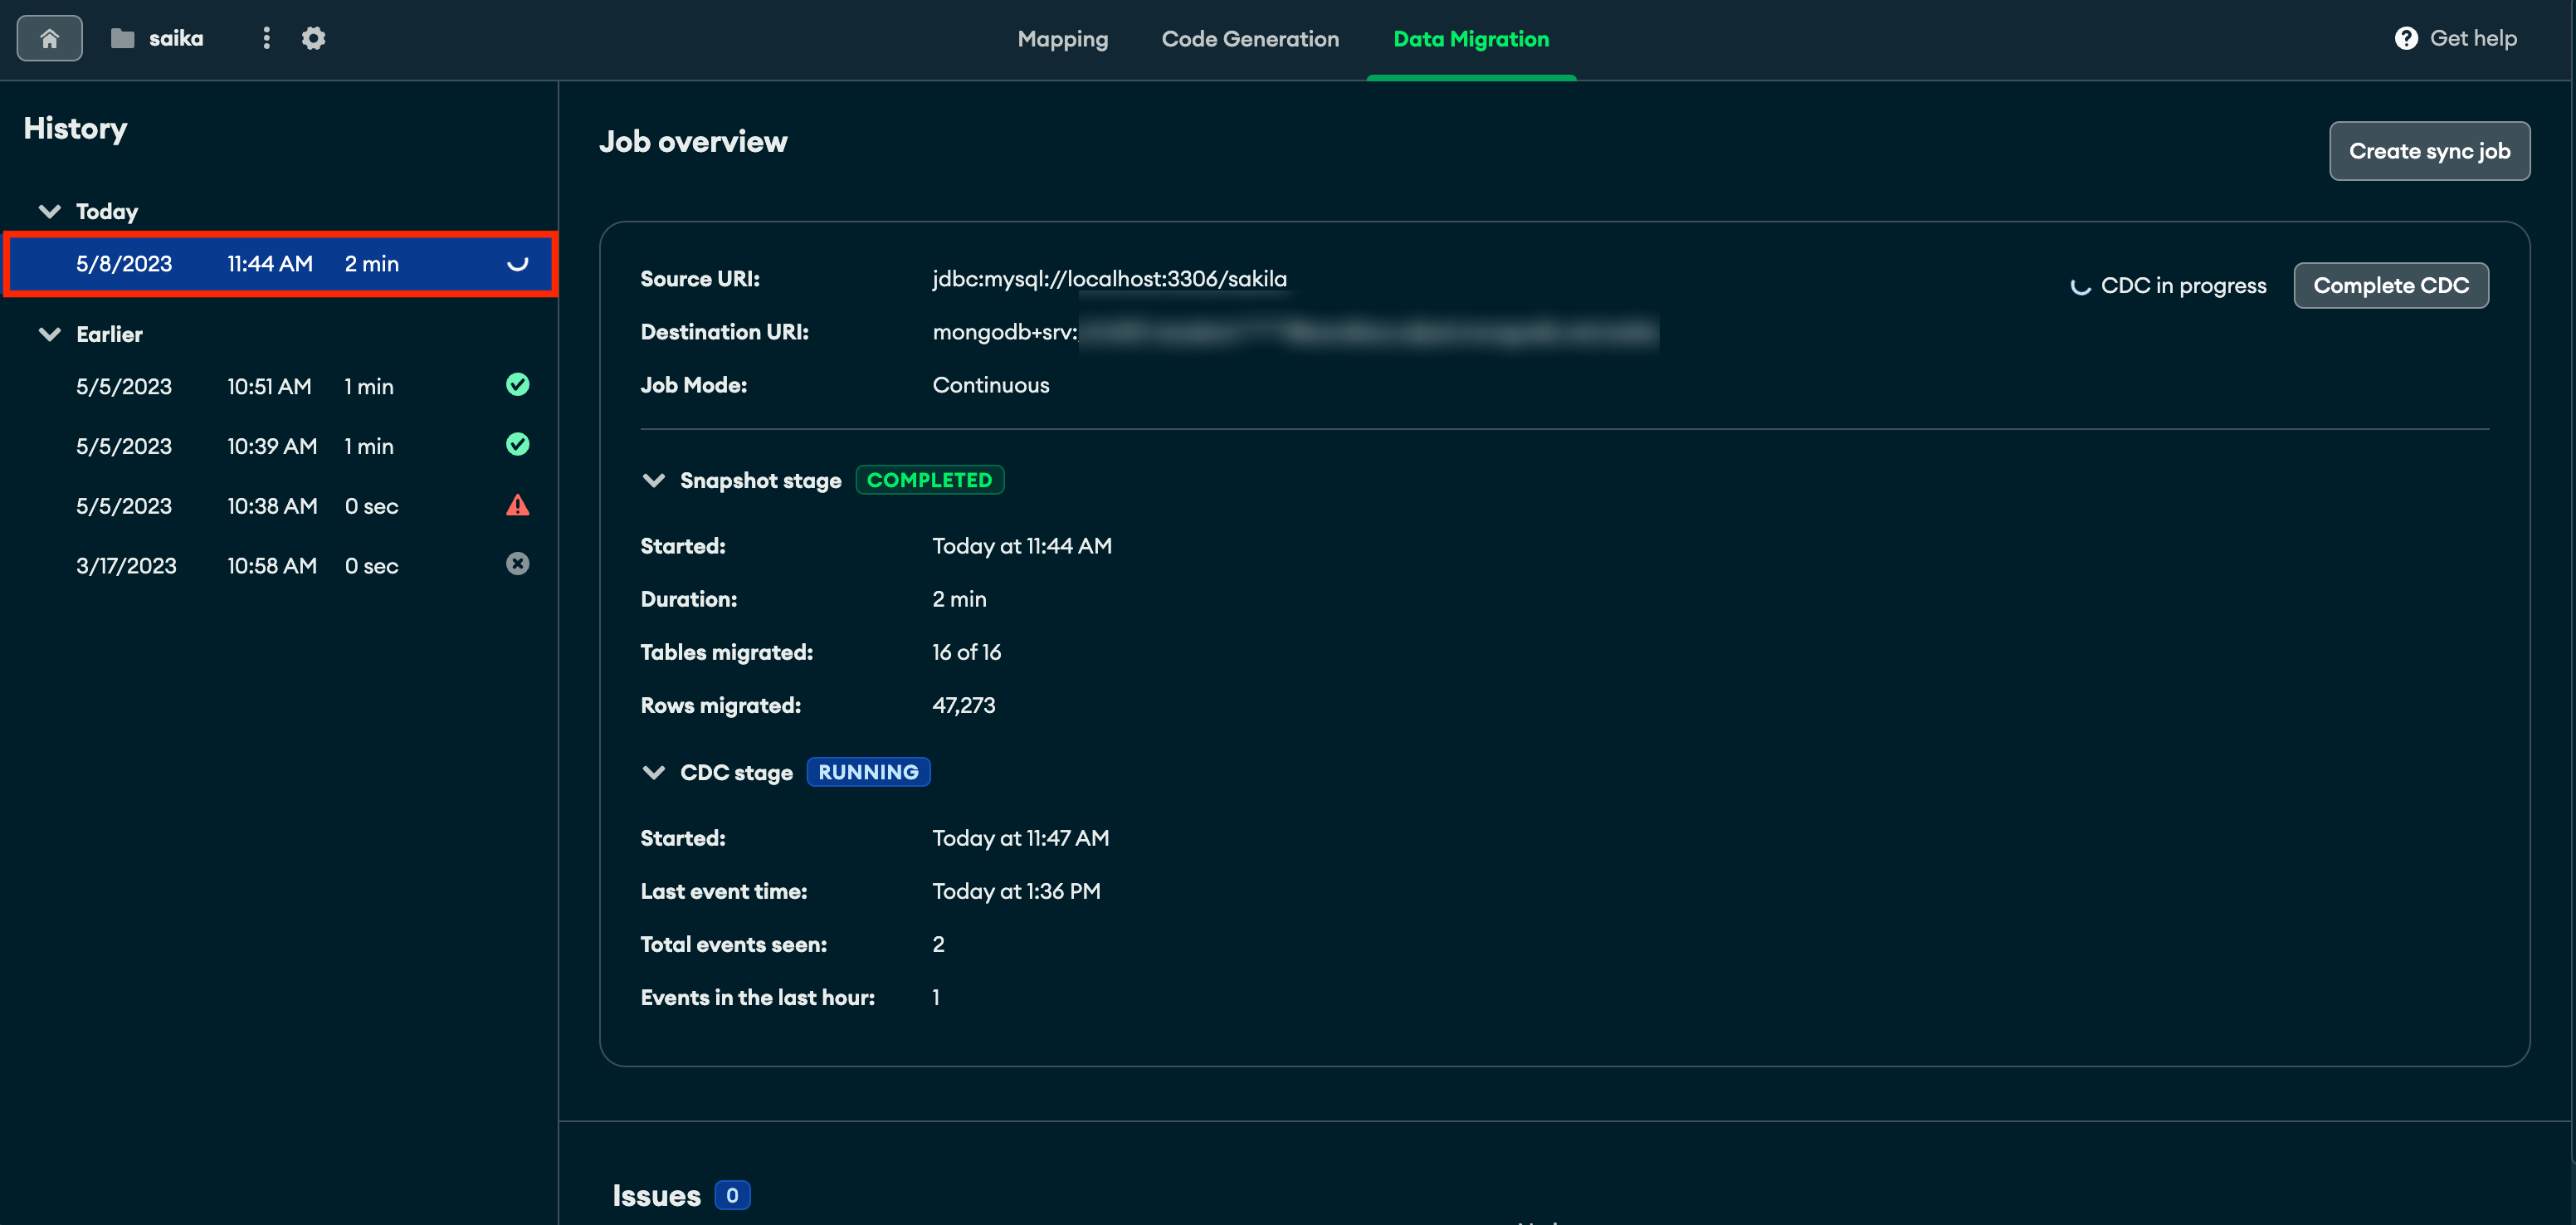 saika
Mapping
Code Generation
Data Migration
Get help
History
Today
5/8/2023 11:44 AM 2 min
Earlier
5/5/2023 10:51 AM 1 min
5/5/2023 10:39 AM 1 min
5/5/2023 10:38 AM 0 sec
3/17/2023 10:58 AM 0 sec
Job overview
Create sync job
Source URI: jdbc:mysql://localhost:3306/sakila
CDC in progress
Complete CDC
Destination URI: mongodb+srv:
Job Mode: Continuous
Snapshot stage COMPLETED
Started: Today at 11:44 AM
Duration: 2 min
Tables migrated: 16 of 16
Rows migrated: 47,273
CDC stage RUNNING
Started: Today at 11:47 AM
Last event time: Today at 1:36 PM
Total events seen: 2
Events in the last hour: 1
Issues 0